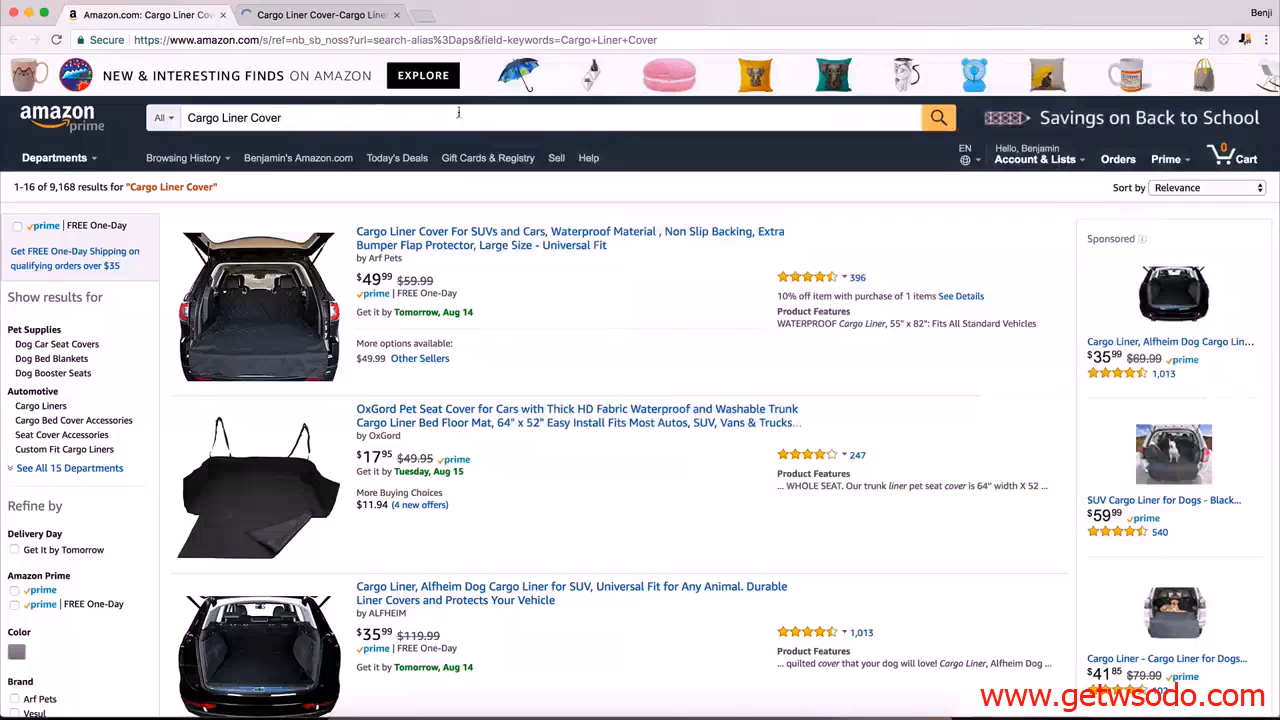 Amazon.com: Cargo Liner Cov
Cargo Liner Cover-Cargo Line
Benji
Secure
https://www.amazon.com/s/ref=nb_sb_noss?url=search-alias%3Daps&field-keywords=Cargo+Liner+Cover
NEW & INTERESTING FINDS ON AMAZON
EXPLORE
amazon
prime
All
Cargo Liner Cover
Savings on Back to School
Departments
Browsing History
Benjamin's Amazon.com
Today's Deals
Gift Cards & Registry
Sell
Help
EN
Hello, Benjamin
Account & Lists
Orders
Prime
0
Cart
1-16 of 9,168 results for "Cargo Liner Cover"
Sort by
Relevance
prime | FREE One-Day
Get FREE One-Day Shipping on
qualifying orders over $35
Show results for
Pet Supplies
Dog Car Seat Covers
Dog Bed Blankets
Dog Booster Seats
Automotive
Cargo Liners
Cargo Bed Cover Accessories
Seat Cover Accessories
Custom Fit Cargo Liners
See All 15 Departments
Refine by
Delivery Day
Get It by Tomorrow
Amazon Prime
prime
prime | FREE One-Day
Color
Brand
Arf Pets
Vesul
Cargo Liner Cover For SUVs and Cars, Waterproof Material , Non Slip Backing, Extra
Bumper Flap Protector, Large Size - Universal Fit
by Arf Pets
$49 99 $59.99
prime | FREE One-Day
Get it by Tomorrow, Aug 14
More options available:
$49.99 Other Sellers
396
10% off item with purchase of 1 items See Details
Product Features
WATERPROOF Cargo Liner, 55" x 82": Fits All Standard Vehicles
OxGord Pet Seat Cover for Cars with Thick HD Fabric Waterproof and Washable Trunk
Cargo Liner Bed Floor Mat, 64" x 52" Easy Install Fits Most Autos, SUV, Vans & Trucks...
by OxGord
$17 95 $49.95 prime
Get it by Tuesday, Aug 15
More Buying Choices
$11.94 (4 new offers)
247
Product Features
... WHOLE SEAT. Our trunk liner pet seat cover is 64" width X 52 ...
Cargo Liner, Alfheim Dog Cargo Liner for SUV, Universal Fit for Any Animal. Durable
Liner Covers and Protects Your Vehicle
by ALFHEIM
$35 99 $119.99
prime | FREE One-Day
Get it by Tomorrow, Aug 14
1,013
Product Features
... quilted cover that your dog will love! Cargo Liner, Alfheim Dog ...
Sponsored
Cargo Liner, Alfheim Dog Cargo Lin...
$35 99 $69.99 prime
1,013
SUV Cargo Liner for Dogs - Black...
$59 99 prime
540
Cargo Liner - Cargo Liner for Dogs...
$41 85 $79.99 prime
www.getwsodo.com